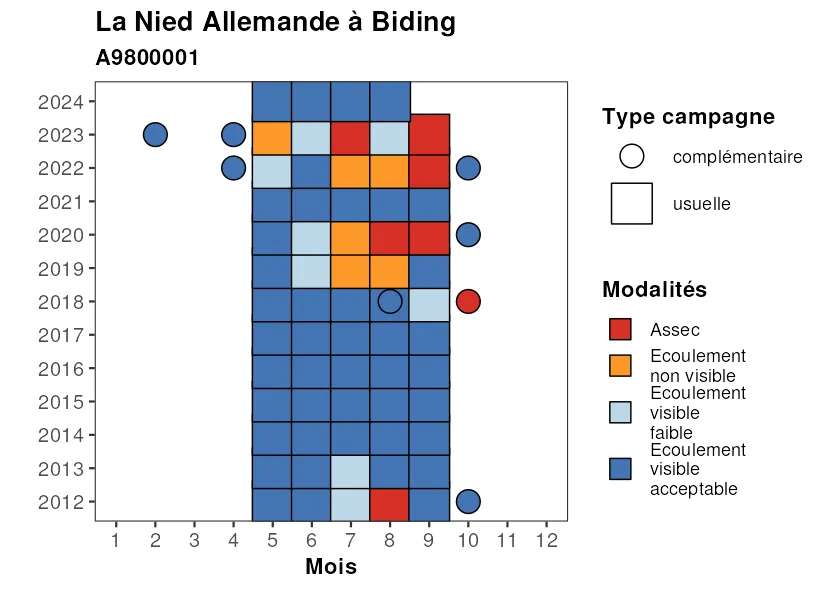 La Nied Allemande à Biding
A9800001
2024
2023
2022
2021
2020
2019
2018
2017
2016
2015
2014
2013
2012
1 2 3 4 5 6 7 8 9 10 11 12
Mois
Type campagne
complémentaire
usuelle
Modalités
Assec
Ecoulement
non visible
Ecoulement
visible
faible
Ecoulement
visible
acceptable